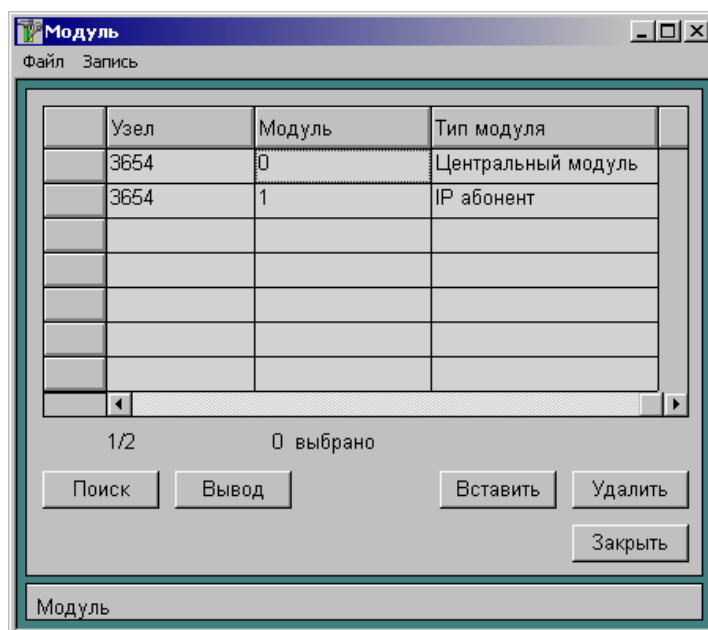 Модуль
Файл Запись
Узел Модуль Тип модуля
3654 0 Центральный модуль
3654 1 IP абонент
1/2 0 выбрано
Поиск Вывод Вставить Удалить
Закрыть
Модуль